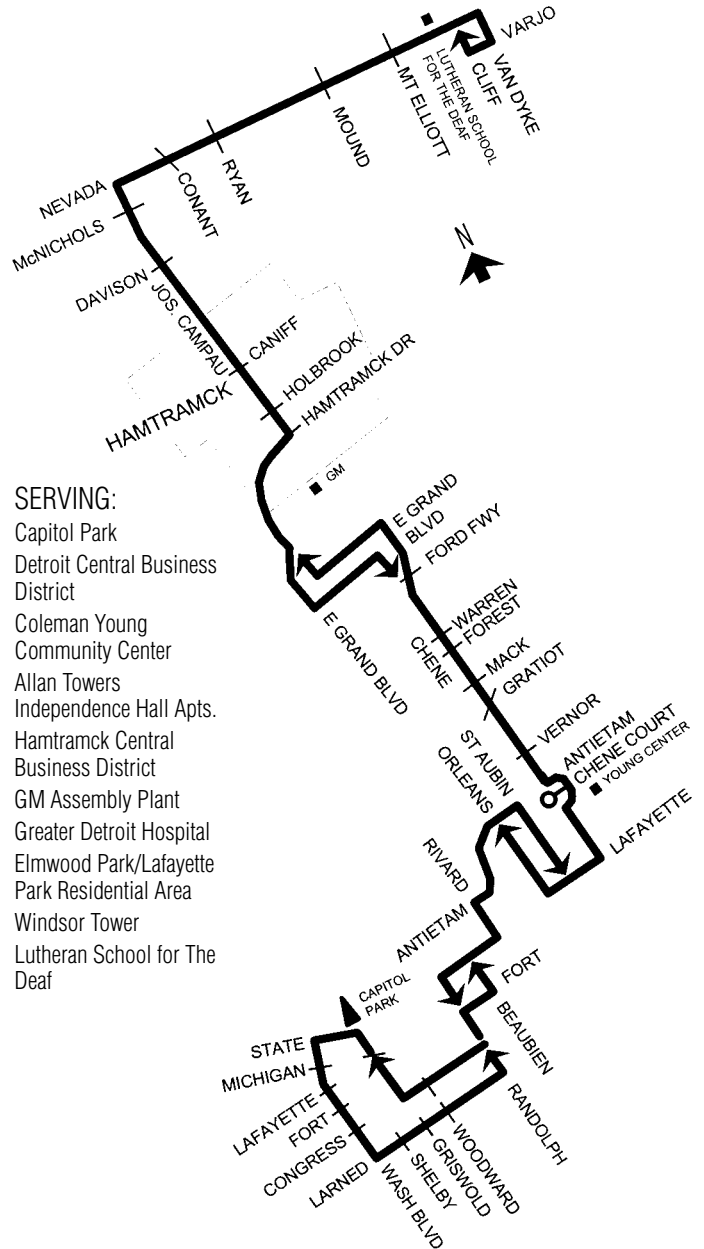 VARJO
VAN DYKE
CLIFF
LUTHERAN SCHOOL
FOR THE DEAF
MT ELLIOTT
MOUND
RYAN
CONANT
NEVADA
McNICHOLS
DAVISON
JOS. CAMPAU
N
CANIFF
HAMTRAMCK
HOLBROOK
HAMTRAMCK DR
GM
E GRAND
BLVD
FORD FWY
E GRAND BLVD
WARREN
FOREST
CHENE
MACK
GRATIOT
VERNOR
ST AUBIN
ORLEANS
ANTIETAM
CHENE COURT
YOUNG CENTER
LAFAYETTE
RIVARD
ANTIETAM
FORT
BEAUBIEN
CAPITOL
PARK
STATE
MICHIGAN
LAFAYETTE
FORT
CONGRESS
LARNED
WASH BLVD
SHELBY
GRISWOLD
WOODWARD
RANDOLPH
SERVING:
Capitol Park
Detroit Central Business
District
Coleman Young
Community Center
Allan Towers
Independence Hall Apts.
Hamtramck Central
Business District
GM Assembly Plant
Greater Detroit Hospital
Elmwood Park/Lafayette
Park Residential Area
Windsor Tower
Lutheran School for The
Deaf